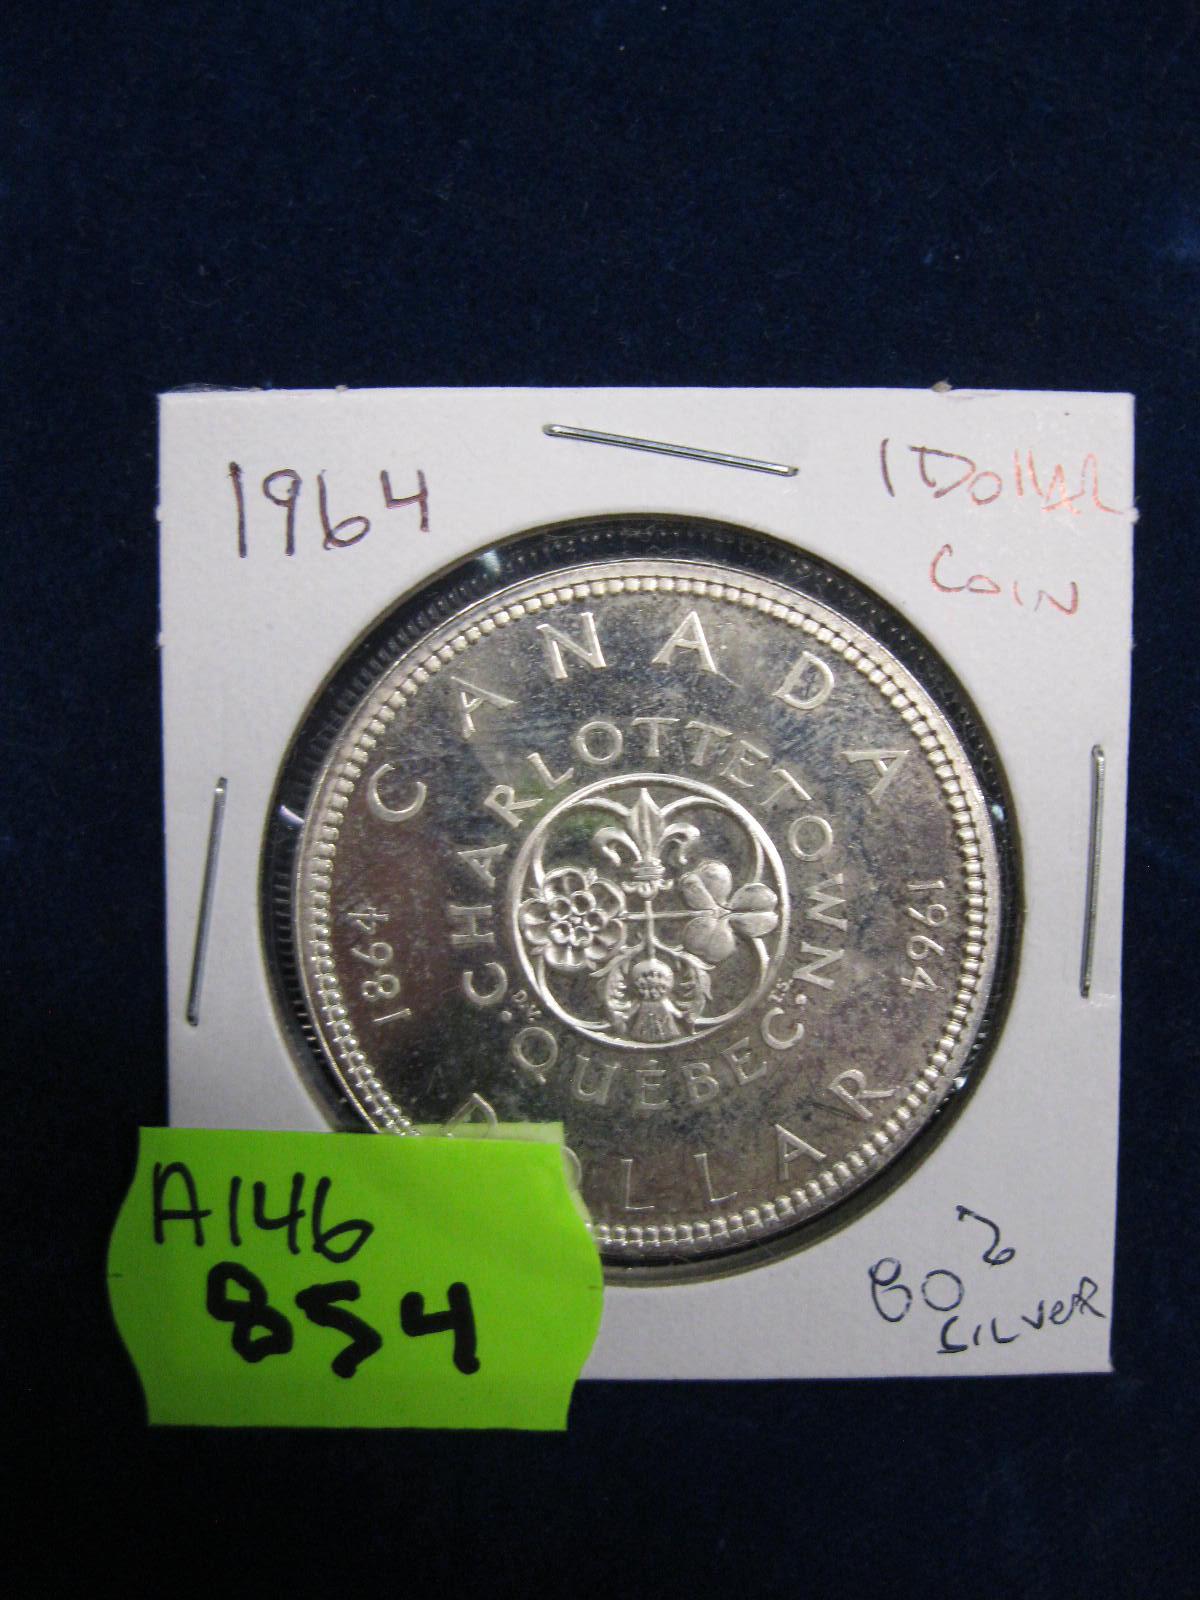 1964
1 Dollar
Coin
CANADA
CHARLOTTETOWN
1864
1964
D.N.
T.S.
QUÉBEC
DOLLAR
A146
854
80%
SILVER